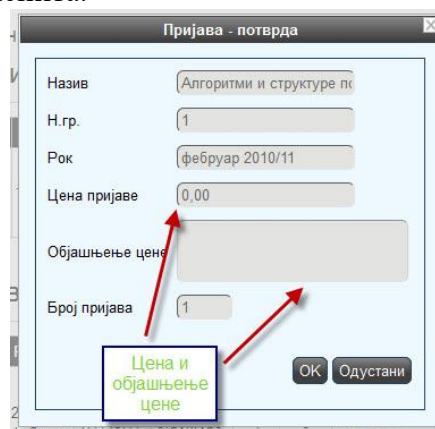 Пријава - потврда
Назив
Алгоритми и структуре по
Н.гр.
1
Рок
фебруар 2010/11
Цена пријаве
0,00
Објашњење цене
Број пријава
1
Цена и
објашњење
цене
OK Одустани